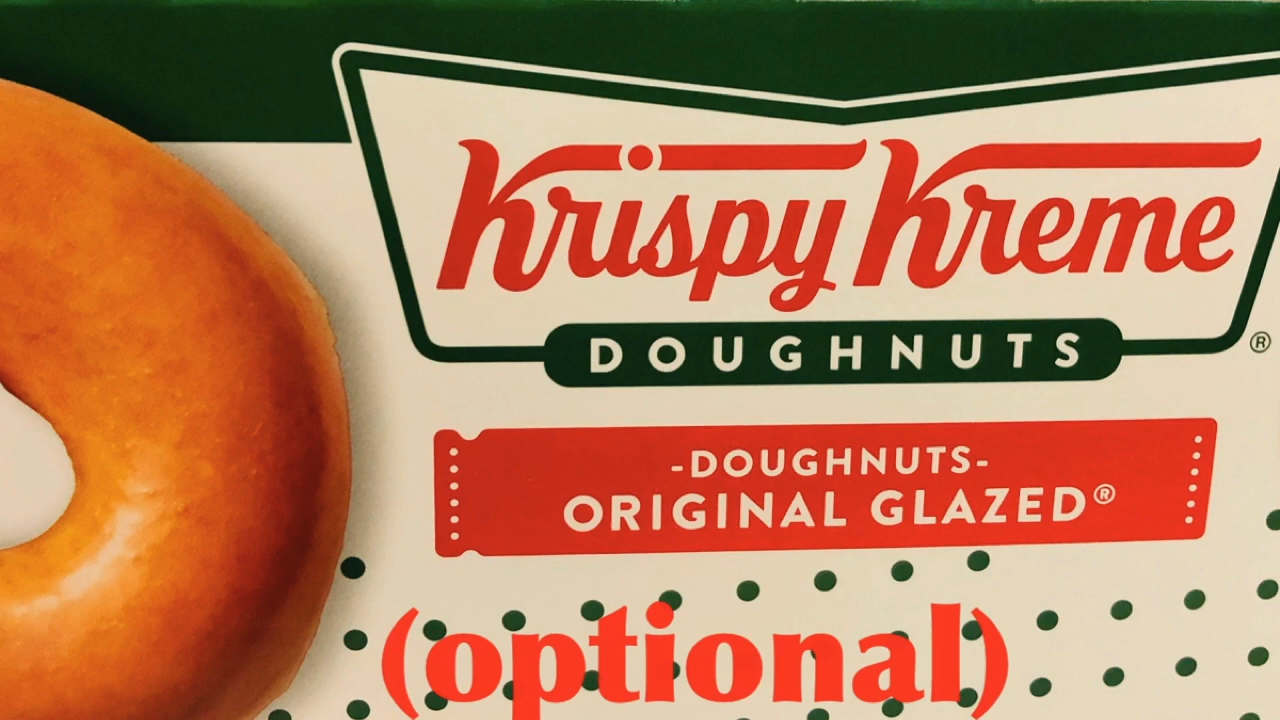 Krispy Kreme
®
DOUGHNUTS
-DOUGHNUTS-
ORIGINAL GLAZED®
(optional)